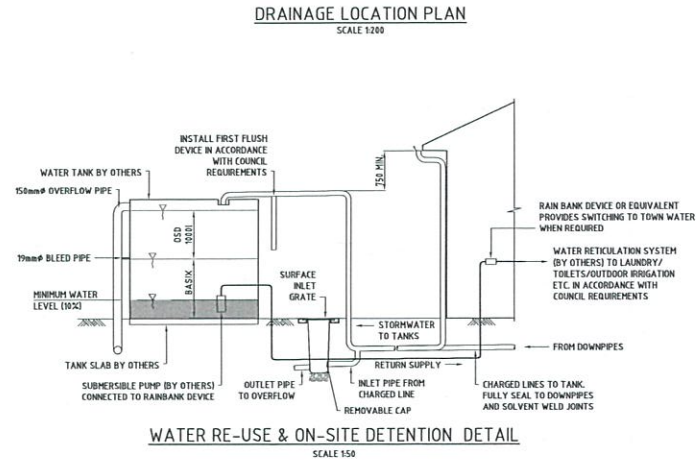 DRAINAGE LOCATION PLAN
SCALE 1:200
INSTALL FIRST FLUSH
DEVICE IN ACCORDANCE
WITH COUNCIL
REQUIREMENTS
WATER TANK BY OTHERS
150mmø OVERFLOW PIPE
OSD
1000l
19mmø BLEED PIPE
BASIX
MINIMUM WATER
LEVEL (10%)
TANK SLAB BY OTHERS
SUBMERSIBLE PUMP (BY OTHERS)
CONNECTED TO RAINBANK DEVICE
SURFACE
INLET
GRATE
250 MIN.
OUTLET PIPE
TO OVERFLOW
STORMWATER
TO TANKS
RETURN SUPPLY
INLET PIPE FROM
CHARGED LINE
REMOVABLE CAP
RAIN BANK DEVICE OR EQUIVALENT
PROVIDES SWITCHING TO TOWN WATER
WHEN REQUIRED
WATER RETICULATION SYSTEM
(BY OTHERS) TO LAUNDRY/
TOILETS/OUTDOOR IRRIGATION
ETC. IN ACCORDANCE WITH
COUNCIL REQUIREMENTS
FROM DOWNPIPES
CHARGED LINES TO TANK.
FULLY SEAL TO DOWNPIPES
AND SOLVENT WELD JOINTS
WATER RE-USE & ON-SITE DETENTION DETAIL
SCALE 1:50